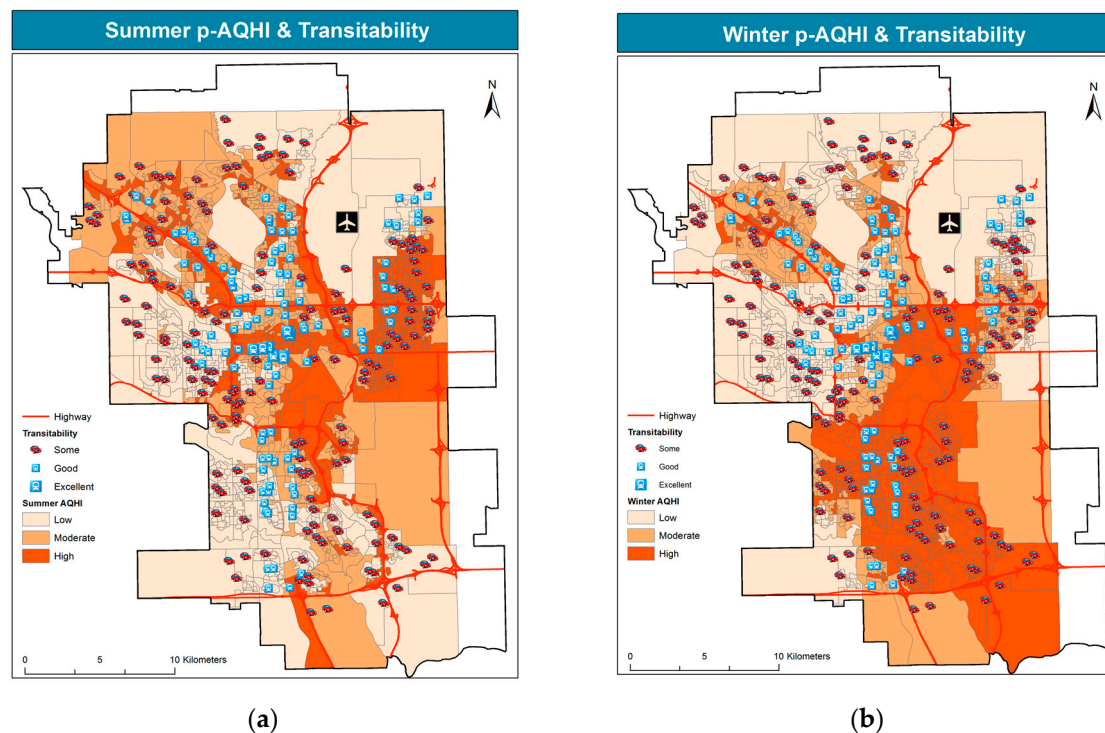 Summer p-AQHI & Transitability
N
Highway
Transitability
Some
Good
Excellent
Summer AQHI
Low
Moderate
High
0 5 10 Kilometers
(a)
Winter p-AQHI & Transitability
N
Highway
Transitability
Some
Good
Excellent
Winter AQHI
Low
Moderate
High
0 5 10 Kilometers
(b)